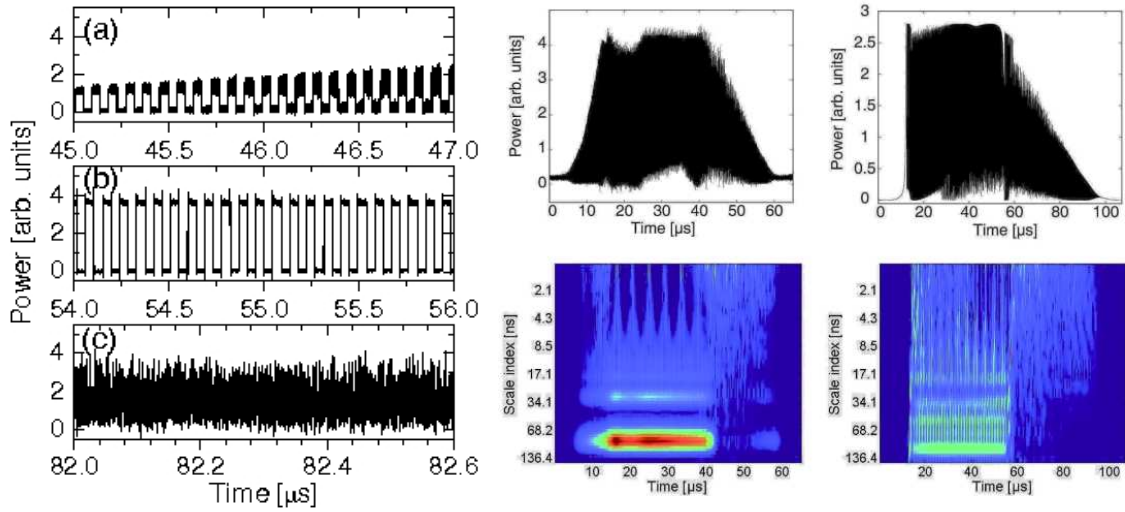 Power [arb. units]
(a)
4
2
0
45.0 45.5 46.0 46.5 47.0
(b)
4
2
0
54.0 54.5 55.0 55.5 56.0
(c)
4
2
0
82.0 82.2 82.4 82.6
Time [µs]
Power [arb. units]
4
3
2
1
0
0 10 20 30 40 50 60
Time [µs]
Power [arb. units]
3
2.5
2
1.5
1
0.5
0
0 20 40 60 80 100
Time [µs]
Scale index [ns]
2.1
4.3
8.5
17.1
34.1
68.2
136.4
10 20 30 40 50 60
Time [µs]
Scale index [ns]
2.1
4.3
8.5
17.1
34.1
68.2
136.4
20 40 60 80 100
Time [µs]